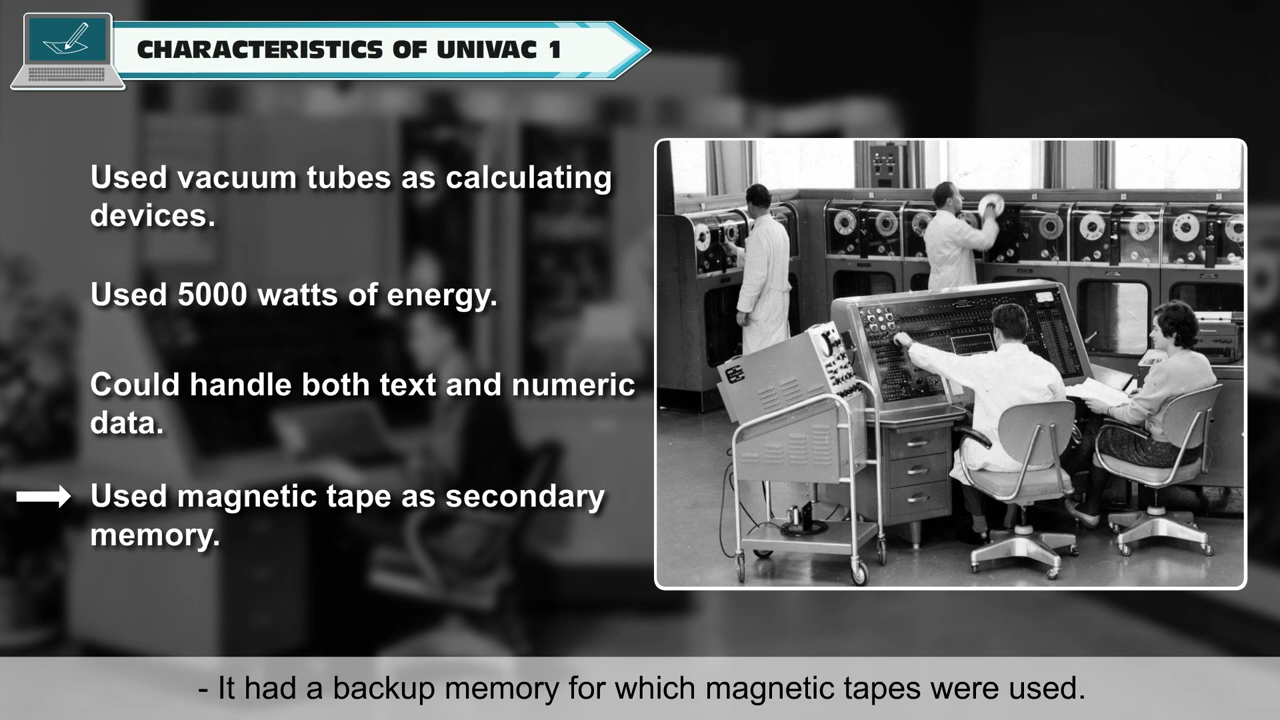 CHARACTERISTICS OF UNIVAC 1
Used vacuum tubes as calculating
devices.
Used 5000 watts of energy.
Could handle both text and numeric
data.
Used magnetic tape as secondary
memory.
- It had a backup memory for which magnetic tapes were used.